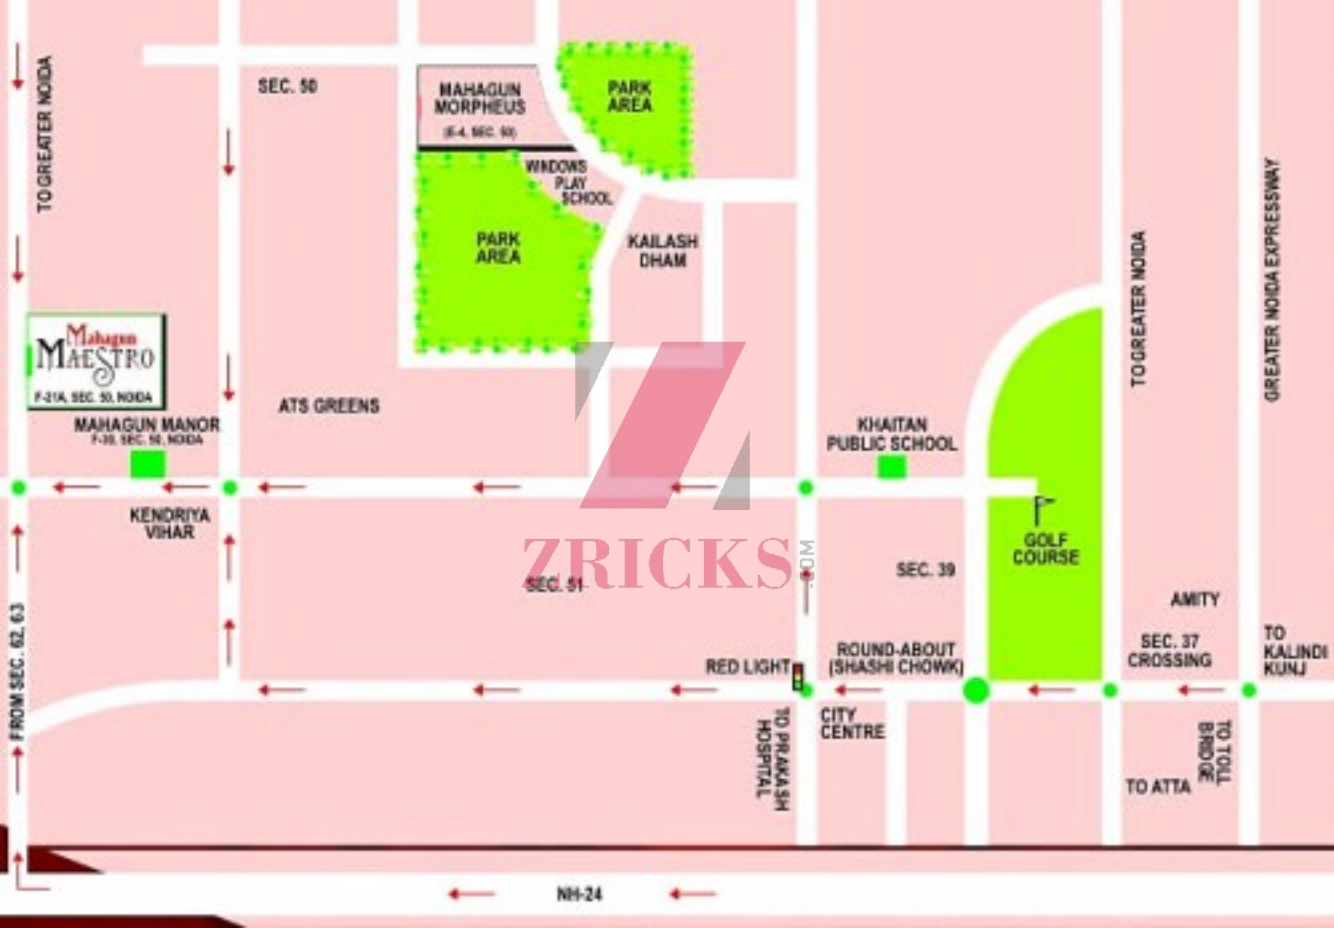 TO GREATER NOIDA
SEC. 50
MAHAGUN
MORPHEUS
(E-4, SEC. 50)
PARK
AREA
WINDOWS
PLAY
SCHOOL
PARK
AREA
KAILASH
DHAM
TO GREATER NOIDA
GREATER NOIDA EXPRESSWAY
Mahagun
MAESTRO
F-21A, SEC. 50, NOIDA
MAHAGUN MANOR
F-30, SEC. 50, NOIDA
ATS GREENS
KHAITAN
PUBLIC SCHOOL
KENDRIYA
VIHAR
GOLF
COURSE
ZRICKS.COM
SEC. 51
SEC. 39
AMITY
FROM SEC. 62, 63
RED LIGHT
ROUND-ABOUT
(SHASHI CHOWK)
SEC. 37
CROSSING
TO
KALINDI
KUNJ
TO PRAKASH
HOSPITAL
CITY
CENTRE
TO TOLL
BRIDGE
TO ATTA
NH-24